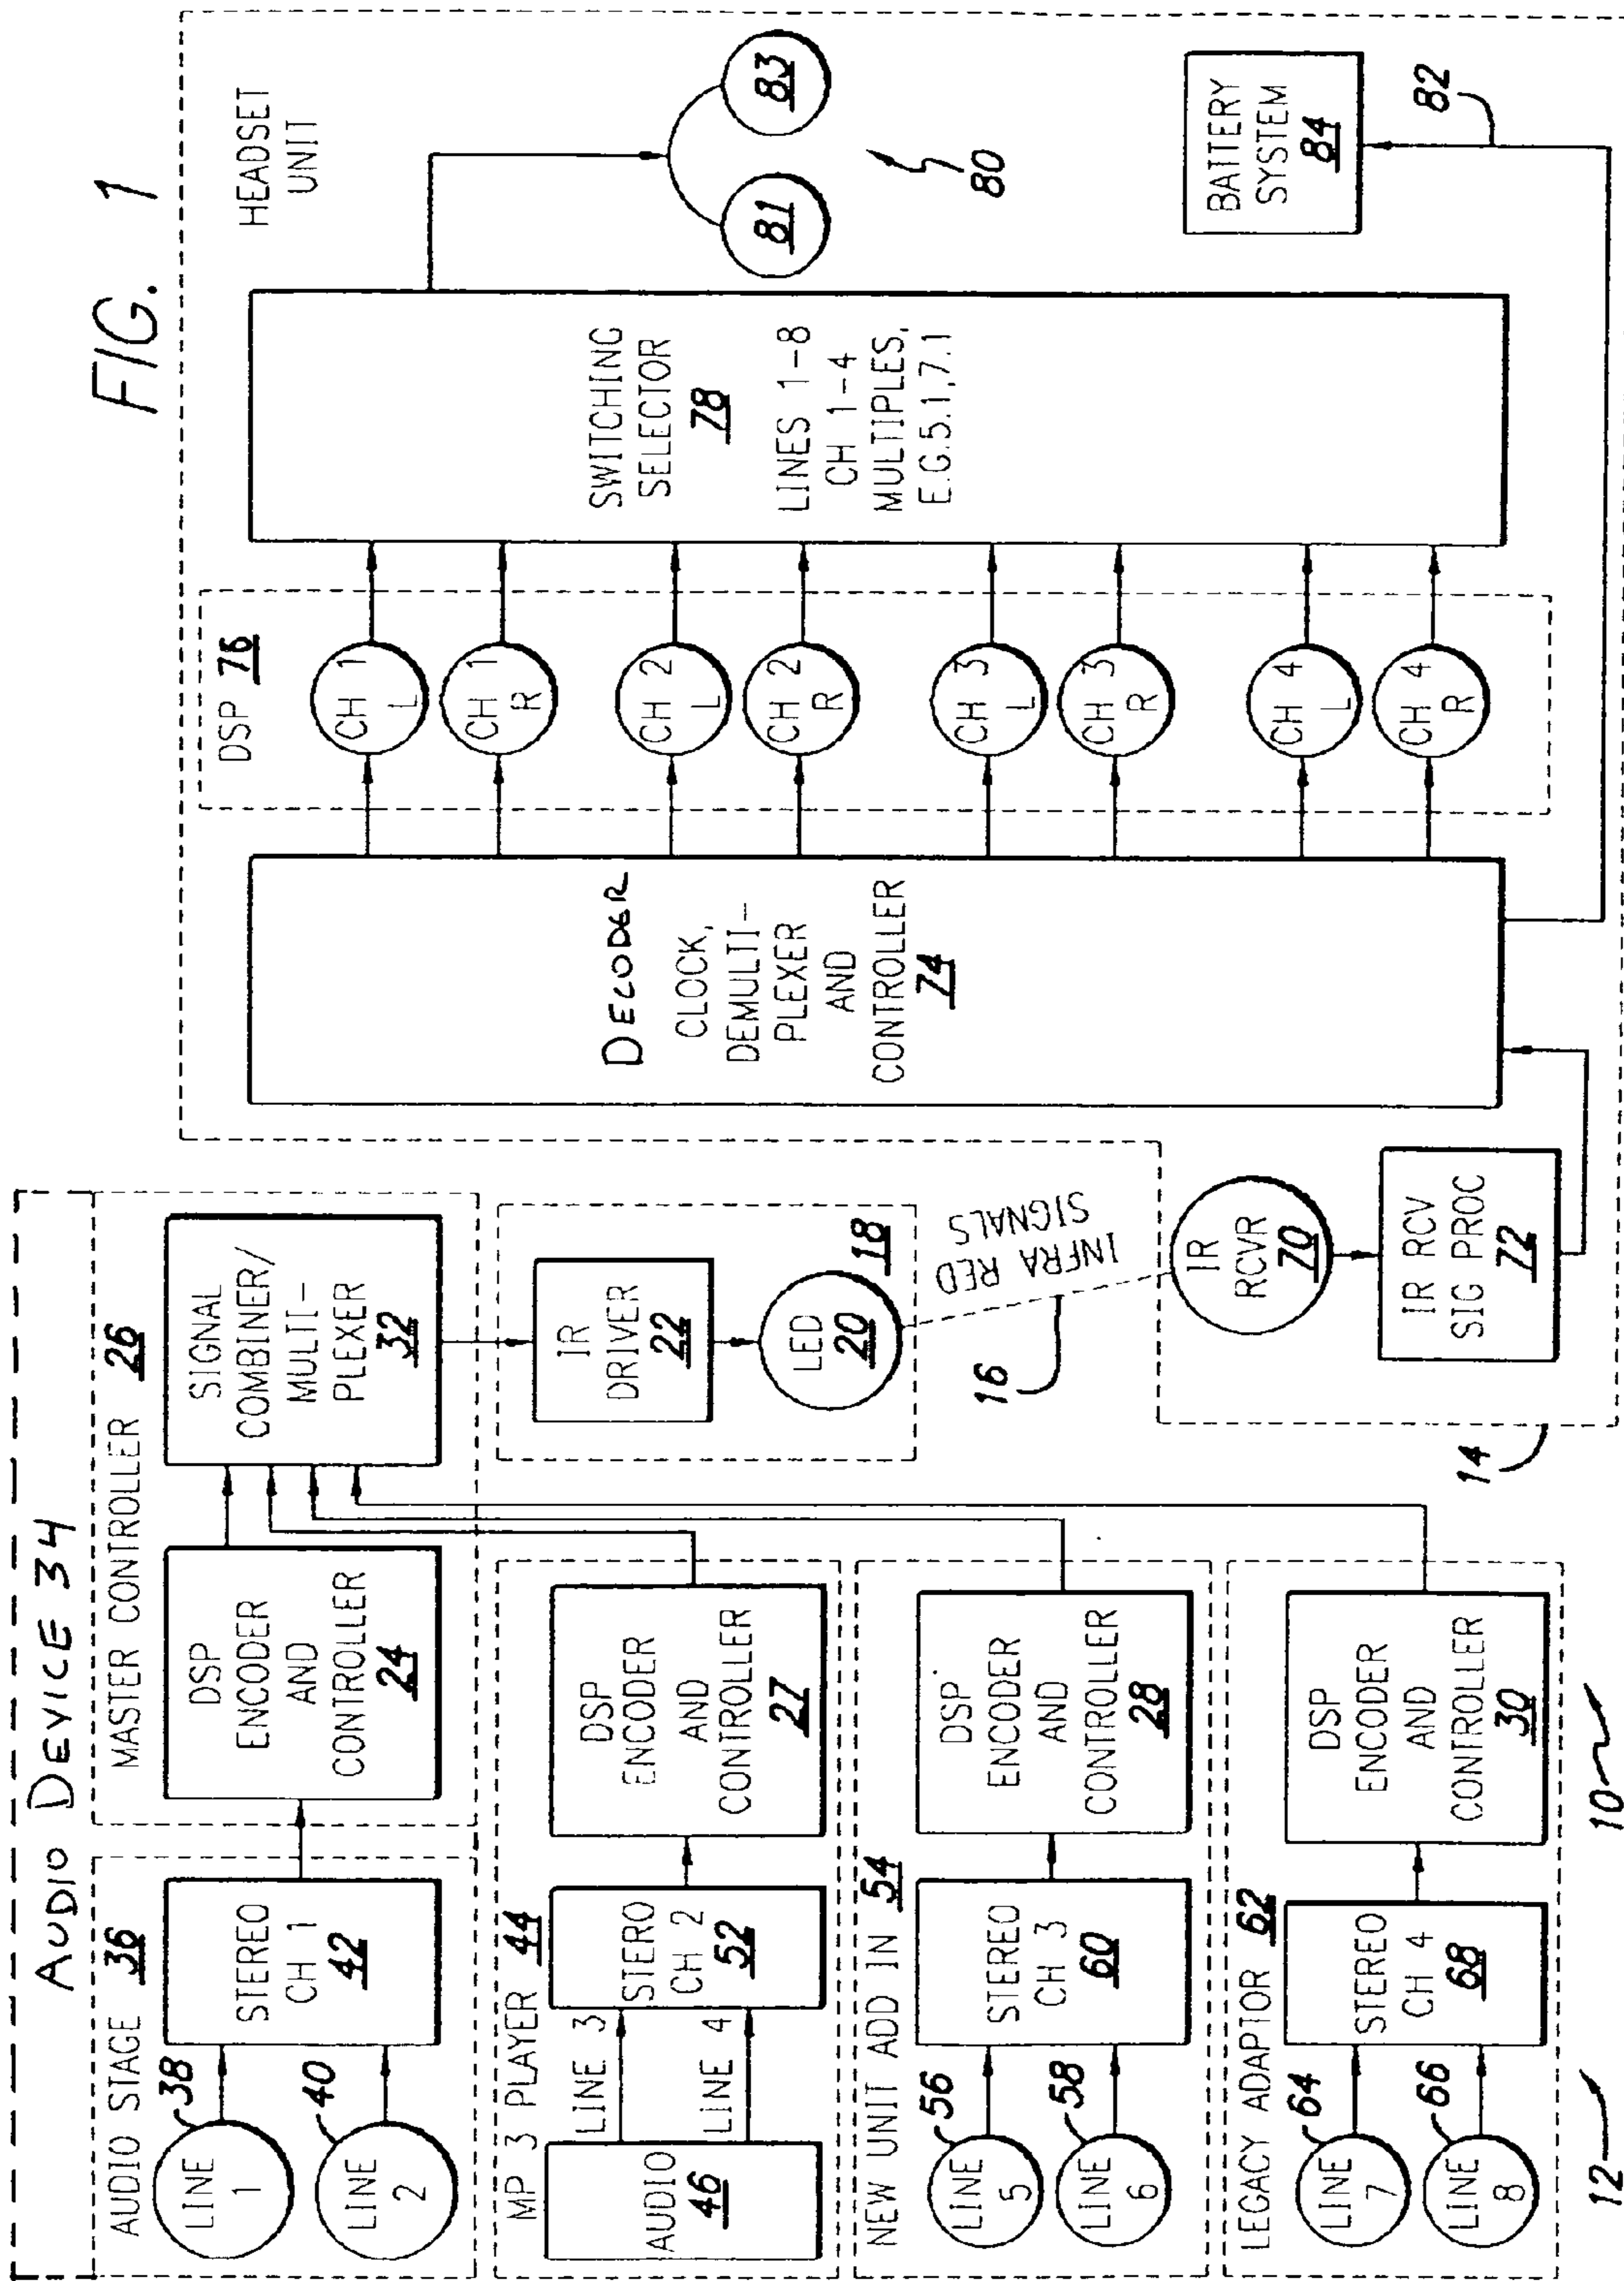 FIG. 1
AUDIO DEVICE 34
AUDIO STAGE 36
LINE
1
38
LINE
2
40
STEREO
CH 1
42
MASTER CONTROLLER 26
DSP
ENCODER
AND
CONTROLLER
24
SIGNAL
COMBINER/
MULTI-
PLEXER
32
MP 3 PLAYER 44
AUDIO
46
LINE 3
LINE 4
STERO
CH 2
52
DSP
ENCODER
AND
CONTROLLER
27
IR
DRIVER
22
LED
20
18
NEW UNIT ADD IN 54
LINE
5
56
LINE
6
58
STEREO
CH 3
60
DSP
ENCODER
AND
CONTROLLER
28
16
INFRA RED
SIGNALS
LEGACY ADAPTOR 62
LINE
7
64
LINE
8
66
STEREO
CH 4
68
DSP
ENCODER
AND
CONTROLLER
30
12
10
14
IR
RCVR
70
IR RCV
SIG PROC
72
DECODER
CLOCK,
DEMULTI-
PLEXER
AND
CONTROLLER
74
DSP 76
CH 1
L
CH 1
R
CH 2
L
CH 2
R
CH 3
L
CH 3
R
CH 4
L
CH 4
R
SWITCHING
SELECTOR
78
LINES 1-8
CH 1-4
MULTIPLES,
E.G.5.1,7.1
HEADSET
UNIT
81
83
80
BATTERY
SYSTEM
84
82